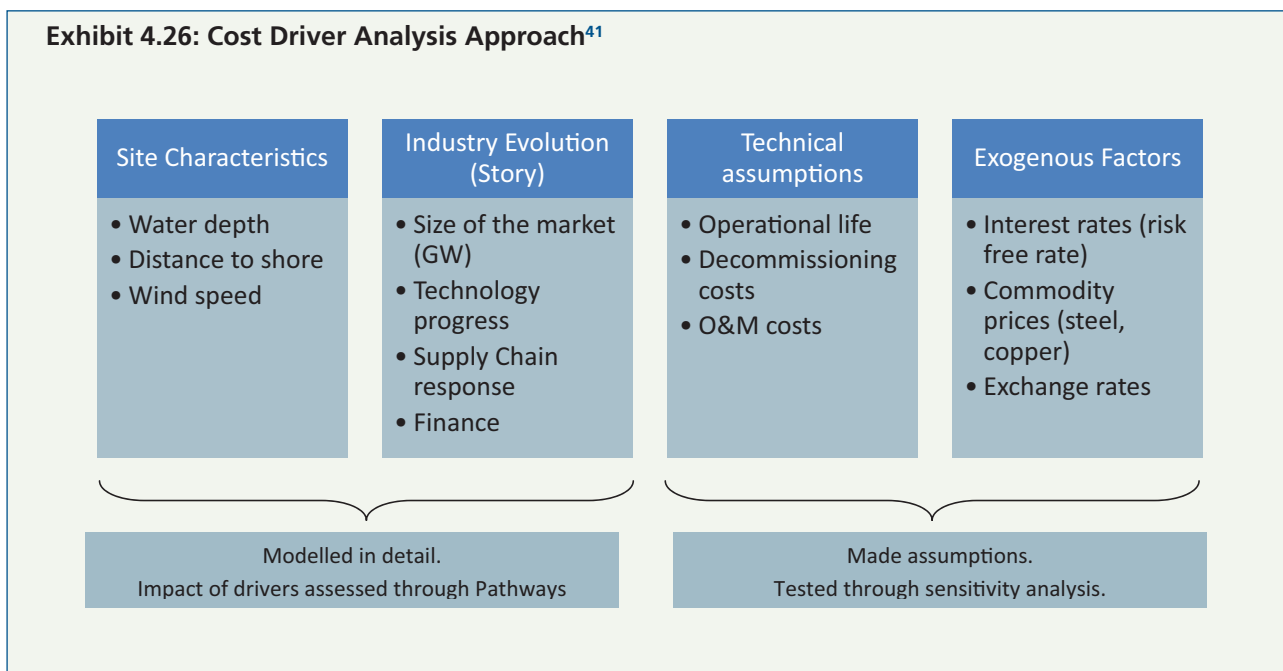 Exhibit 4.26: Cost Driver Analysis Approach41
Site Characteristics
• Water depth
• Distance to shore
• Wind speed
Industry Evolution
(Story)
• Size of the market
(GW)
• Technology
progress
• Supply Chain
response
• Finance
Technical
assumptions
• Operational life
• Decommissioning
costs
• O&M costs
Exogenous Factors
• Interest rates (risk
free rate)
• Commodity
prices (steel,
copper)
• Exchange rates
Modelled in detail.
Impact of drivers assessed through Pathways
Made assumptions.
Tested through sensitivity analysis.